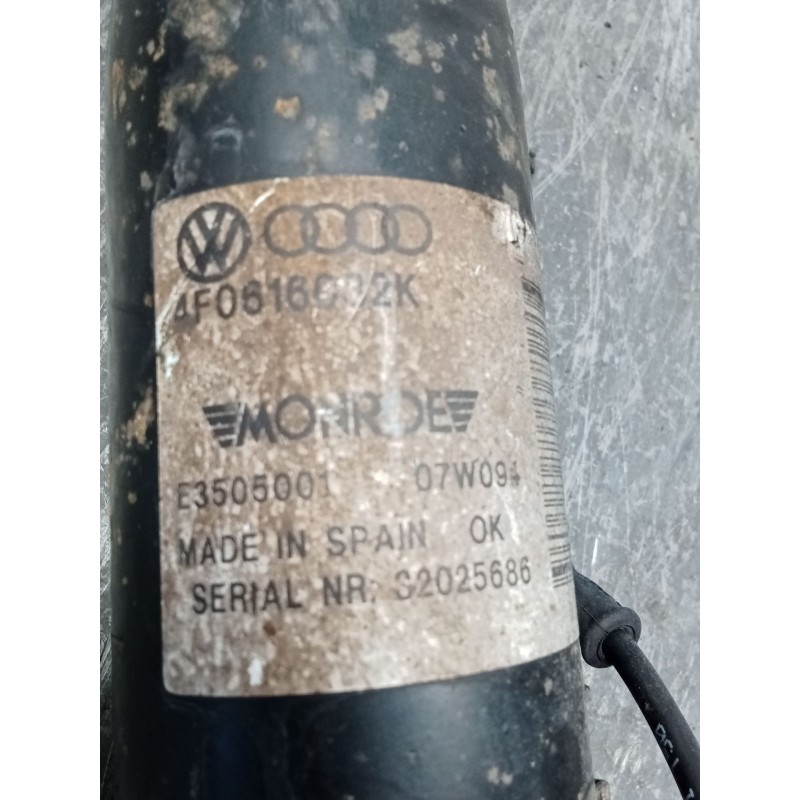 MONROE
E3505001 07W094
MADE IN SPAIN OK
SERIAL NR: S2025686